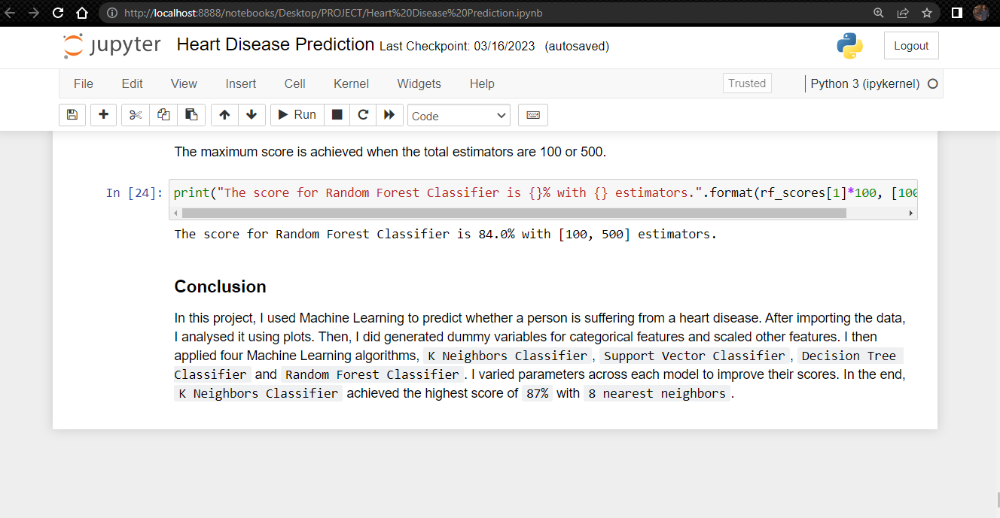 http://localhost:8888/notebooks/Desktop/PROJECT/Heart%20Disease%20Prediction.ipynb
jupyter Heart Disease Prediction Last Checkpoint: 03/16/2023 (autosaved) Logout
File Edit View Insert Cell Kernel Widgets Help Trusted Python 3 (ipykernel)
Run Code
The maximum score is achieved when the total estimators are 100 or 500.
In [24]: print("The score for Random Forest Classifier is {}% with {} estimators.".format(rf_scores[1]*100, [100
The score for Random Forest Classifier is 84.0% with [100, 500] estimators.
Conclusion
In this project, I used Machine Learning to predict whether a person is suffering from a heart disease. After importing the data,
I analysed it using plots. Then, I did generated dummy variables for categorical features and scaled other features. I then
applied four Machine Learning algorithms, K Neighbors Classifier, Support Vector Classifier, Decision Tree
Classifier and Random Forest Classifier. I varied parameters across each model to improve their scores. In the end,
K Neighbors Classifier achieved the highest score of 87% with 8 nearest neighbors.